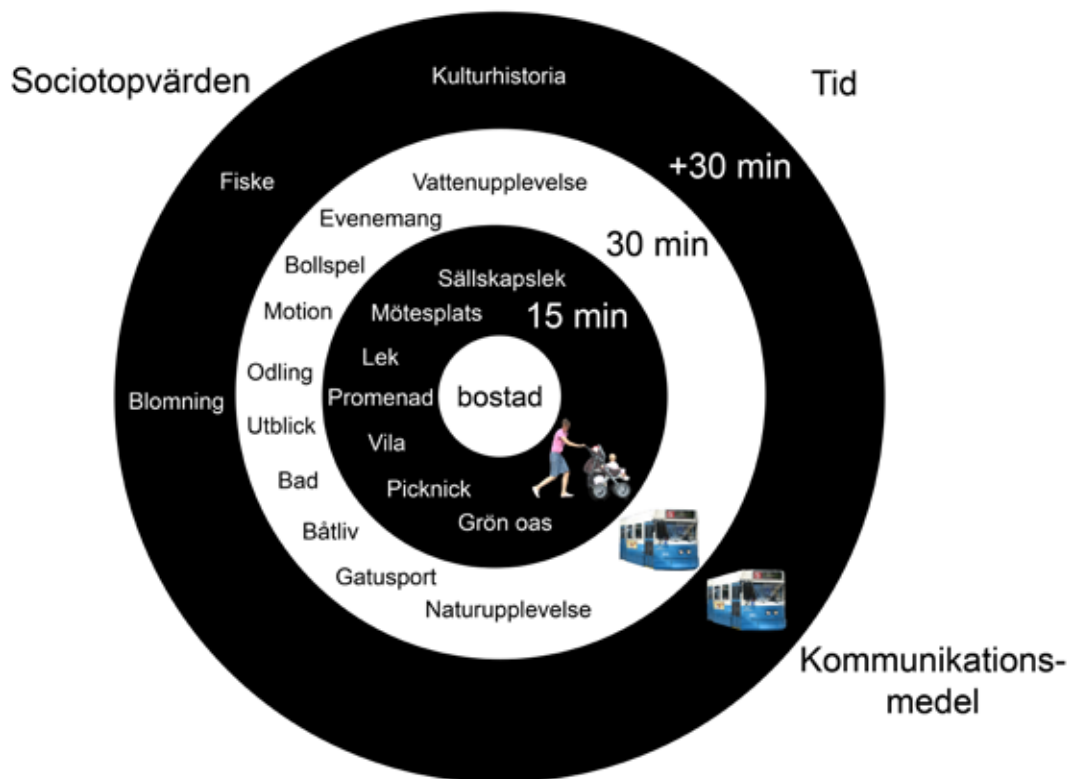 Sociotopvärden
Kulturhistoria
Tid
Fiske
Vattenupplevelse
+30 min
Evenemang
30 min
Bollspel
Sällskapslek
Motion
Mötesplats
15 min
Lek
Odling
Blomning
Promenad
bostad
Utblick
Vila
Bad
Picknick
Båtliv
Grön oas
Gatusport
Naturupplevelse
Kommunikations-
medel